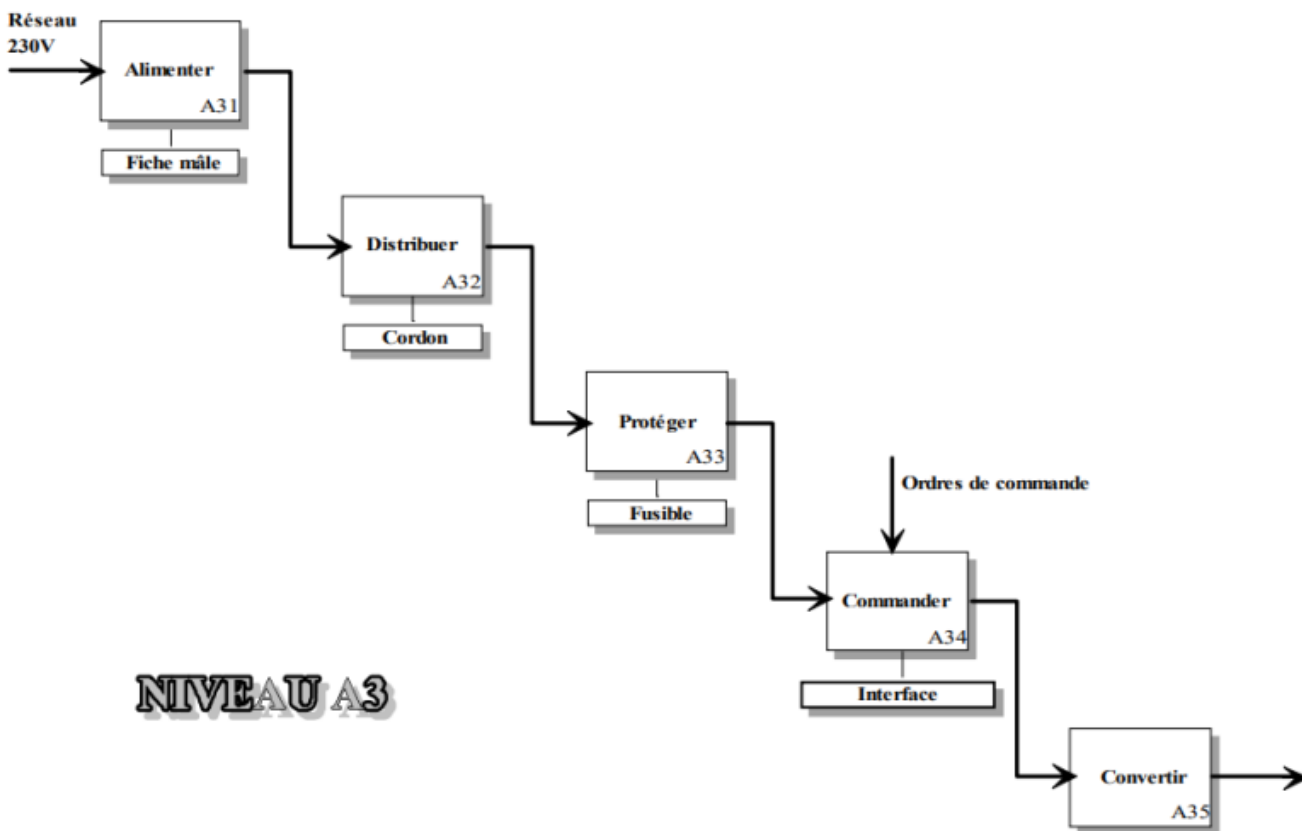 Réseau
230V
Alimenter
A31
Fiche mâle
Distribuer
A32
Cordon
Protéger
A33
Fusible
Ordres de commande
Commander
A34
Interface
NIVEAU A3
Convertir
A35